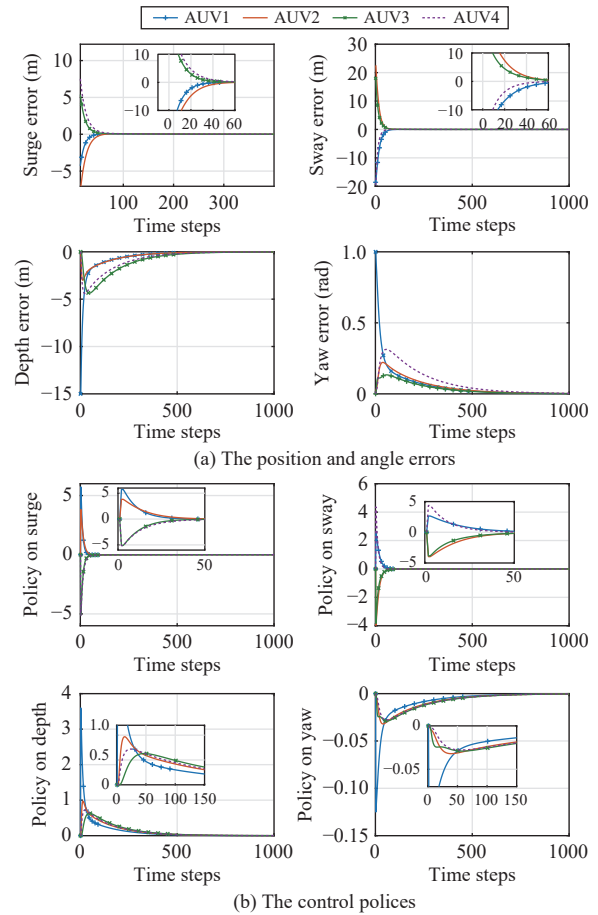 AUV1 AUV2 AUV3 AUV4
Surge error (m)
10
5
0
−5
100 200 300
Time steps
10
5
0
−5
−10
0 20 40 60
Sway error (m)
30
20
10
0
−10
−20
0 500 1000
Time steps
10
5
0
−5
−10
0 20 40 60
Depth error (m)
0
−5
−10
−15
0 500 1000
Time steps
Yaw error (rad)
1.0
0.5
0
0 500 1000
Time steps
(a) The position and angle errors
Policy on surge
5
0
−5
0 500 1000
Time steps
5
0
−5
0 50
Policy on sway
6
4
2
0
−2
−4
0 500 1000
Time steps
5
0
−5
0 50
Policy on depth
4
3
2
1
0
0 500 1000
Time steps
1.0
0.5
0
0 50 100 150
Policy on yaw
0
−0.05
−0.10
−0.15
0 500 1000
Time steps
0
−0.05
0 50 100 150
(b) The control polices